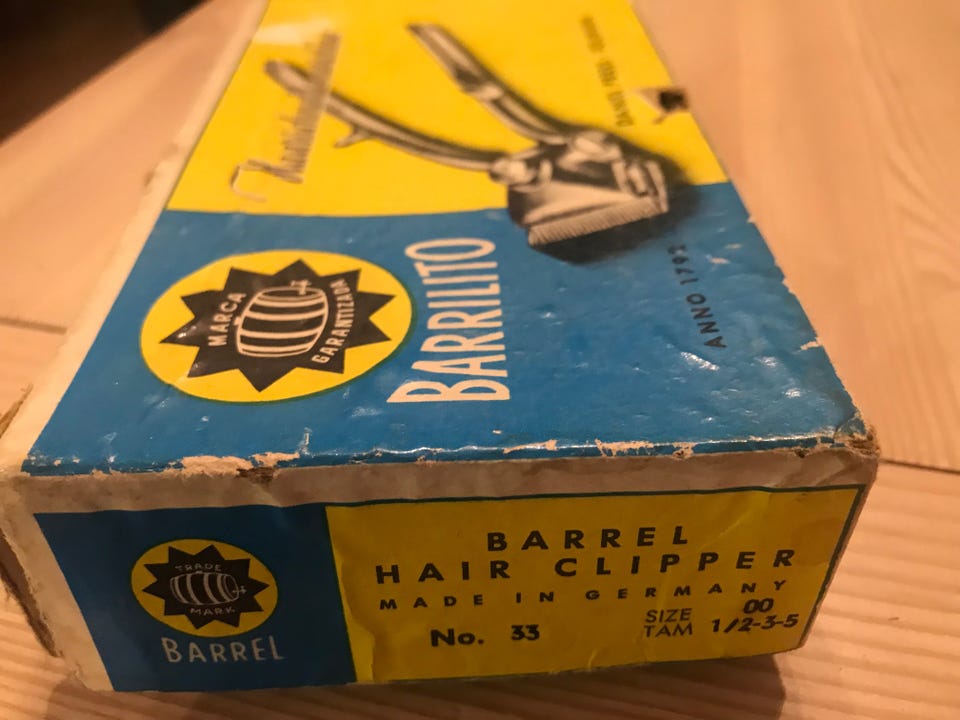 MARCA
GARANTIZADA
BARRILITO
ANNO 1792
TRADE
MARK
BARREL
BARREL
HAIR CLIPPER
MADE IN GERMANY
No. 33
SIZE 00
TAM 1/2-3-5